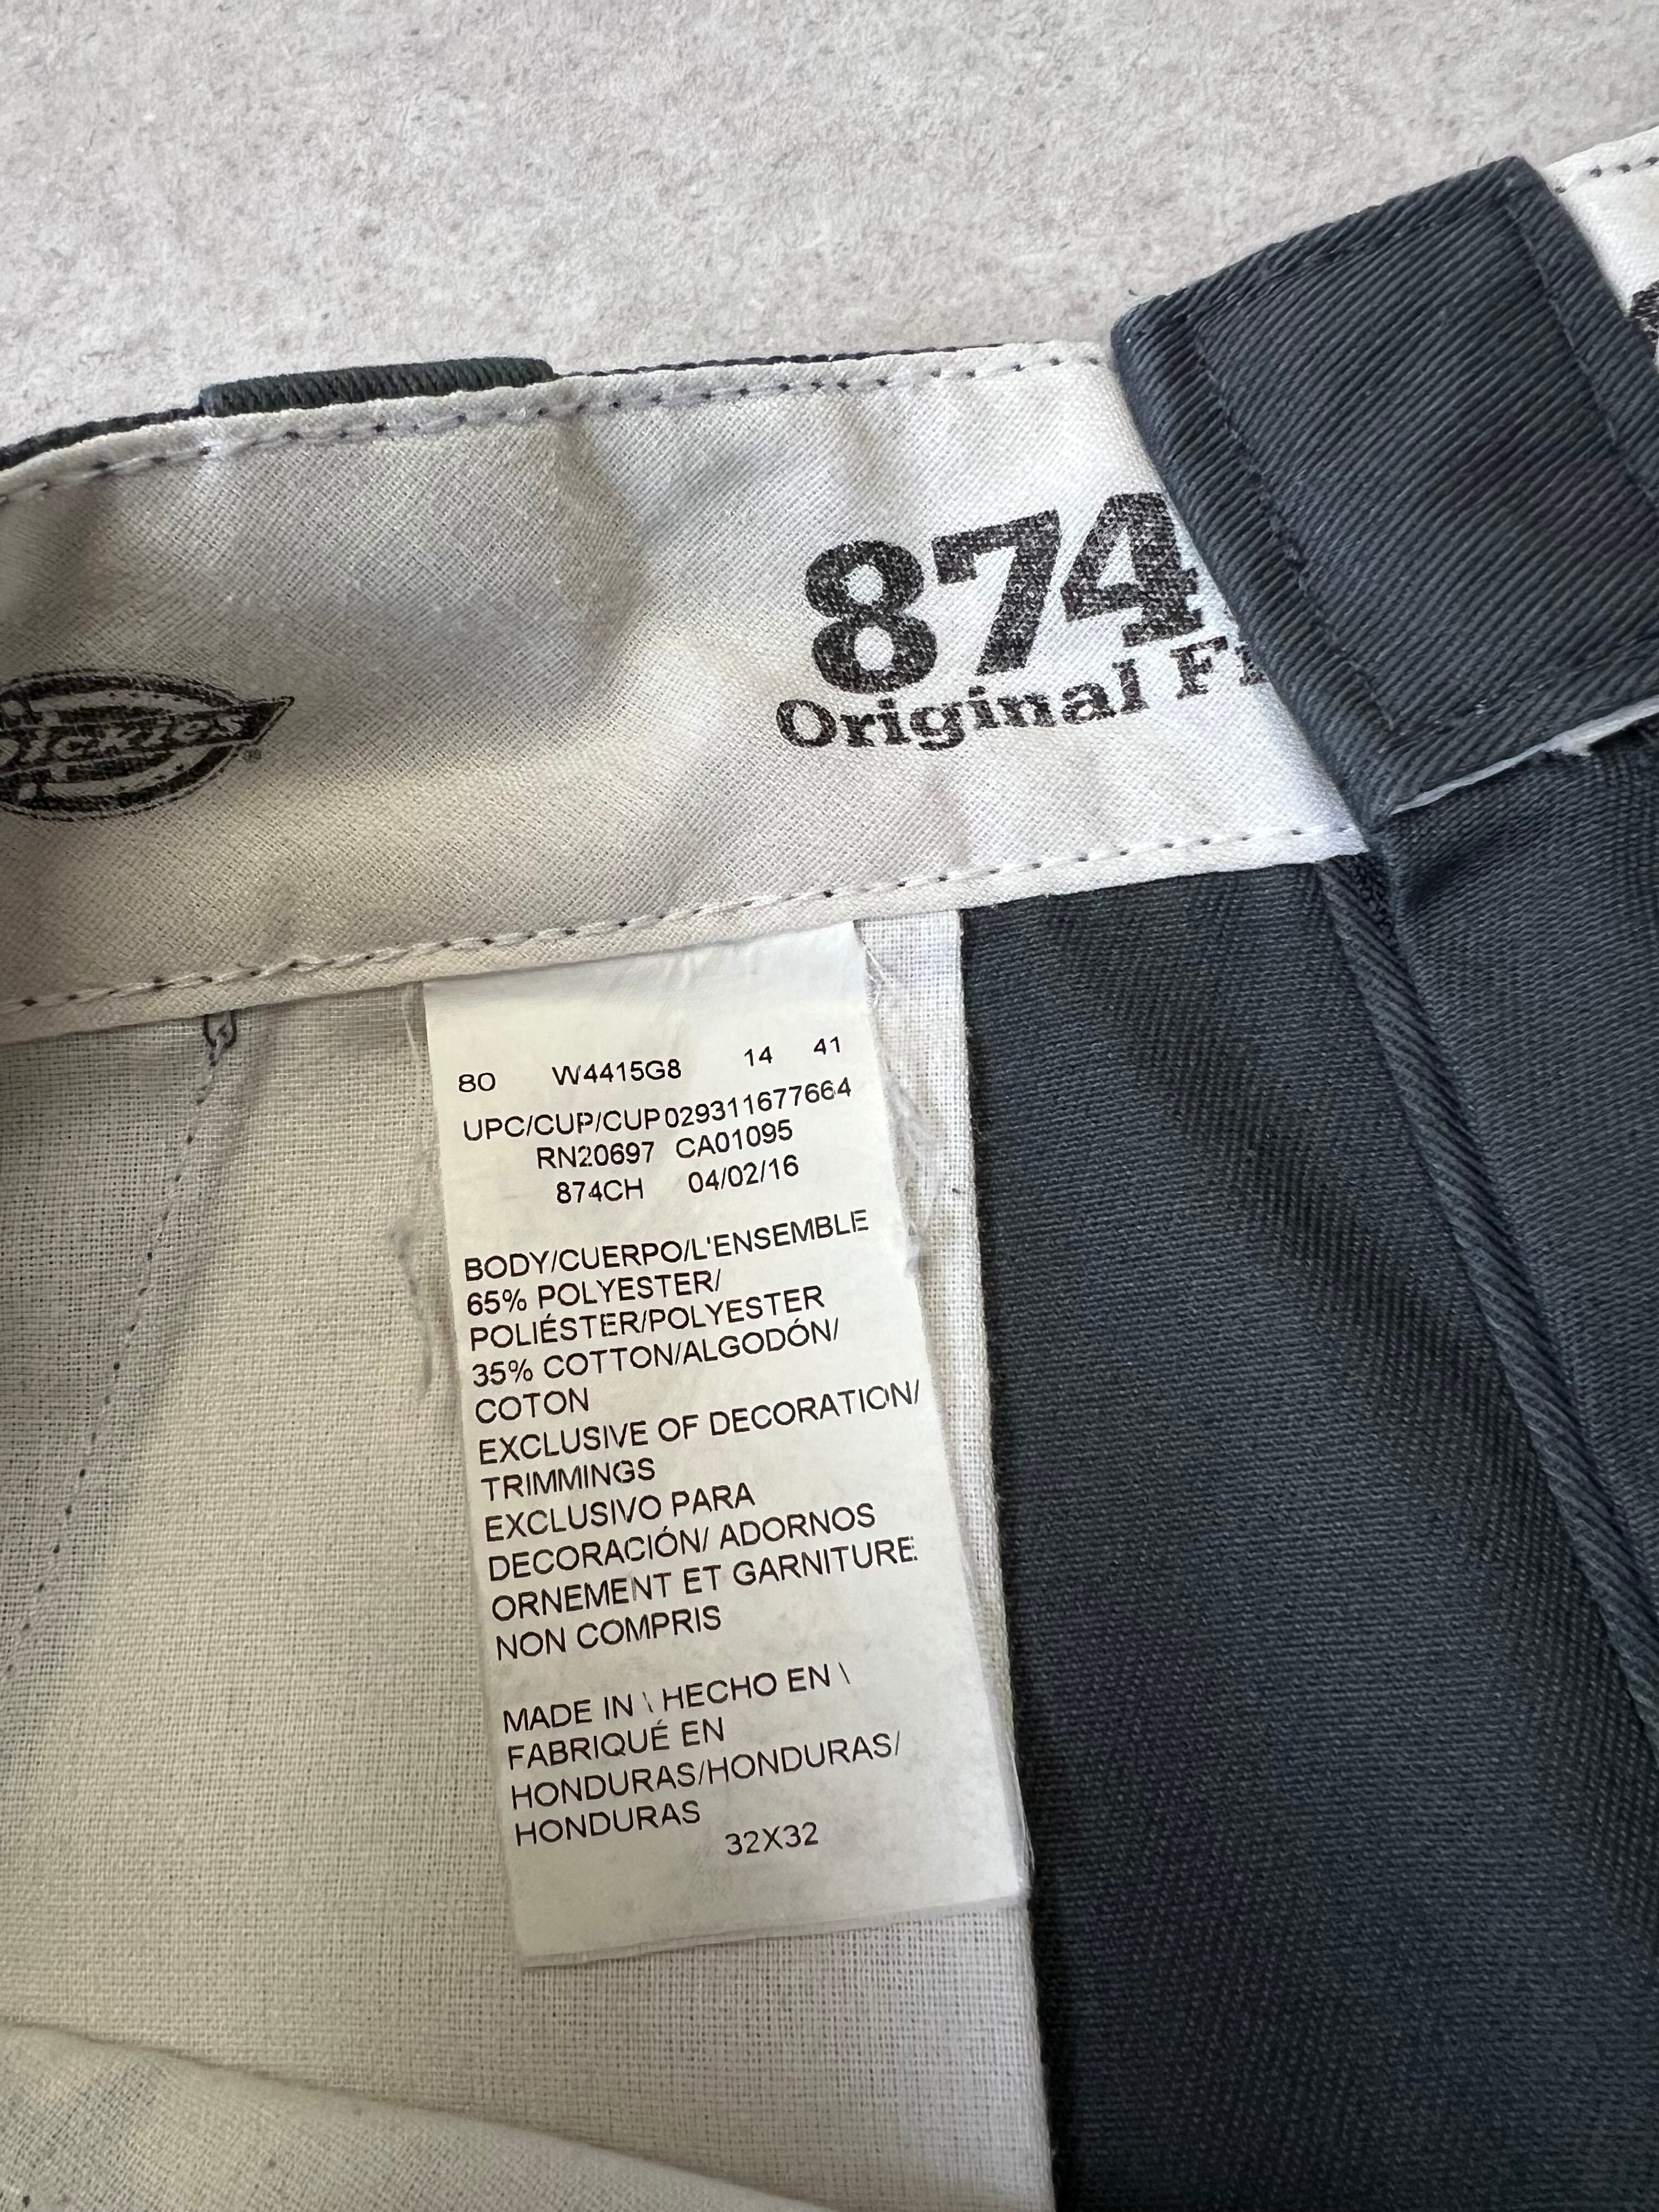 874
Original
Dickies
80 W4415G8 14 41
UPC/CUP/CUP 029311677664
RN20697 CA01095
874CH 04/02/16
BODY/CUERPO/L'ENSEMBLE
65% POLYESTER/
POLIÉSTER/POLYESTER
35% COTTON/ALGODÓN/
COTON
EXCLUSIVE OF DECORATION/
TRIMMINGS
EXCLUSIVO PARA
DECORACIÓN/ ADORNOS
ORNEMENT ET GARNITURE
NON COMPRIS
MADE IN \ HECHO EN \
FABRIQUÉ EN
HONDURAS/HONDURAS/
HONDURAS
32X32